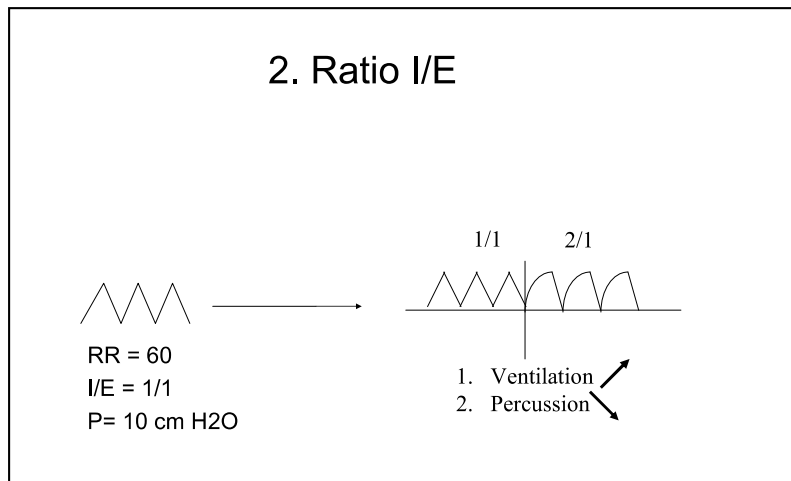 2. Ratio I/E
1/1 2/1
RR = 60
I/E = 1/1
P= 10 cm H2O
1. Ventilation
2. Percussion